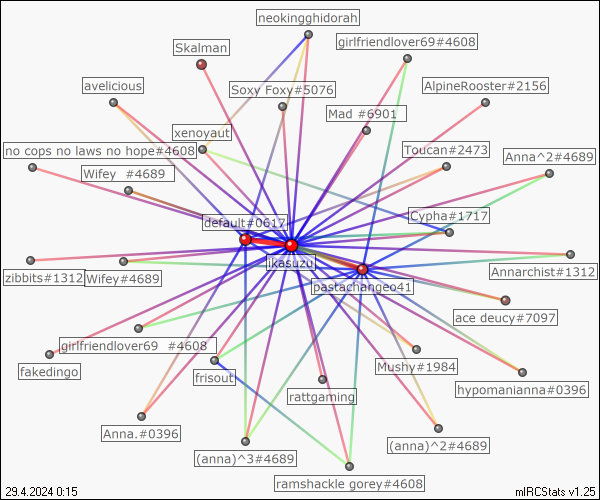 neokingghidorah
Skalman
girlfriendlover69#4608
avelicious
Soxy Foxy#5076
AlpineRooster#2156
Mad #6901
xenoyaut
no cops no laws no hope#4608
Toucan#2473
Anna^2#4689
Wifey #4689
default#0617
Cypha#1717
ikasuzu
zibbits#1312
Wifey#4689
Annarchist#1312
pastachangeo41
ace deucy#7097
girlfriendlover69 #4608
fakedingo
frisout
Mushy#1984
rattgaming
hypomanianna#0396
Anna.#0396
(anna)^3#4689
(anna)^2#4689
ramshackle gorey#4608
29.4.2024 0:15
mIRCStats v1.25